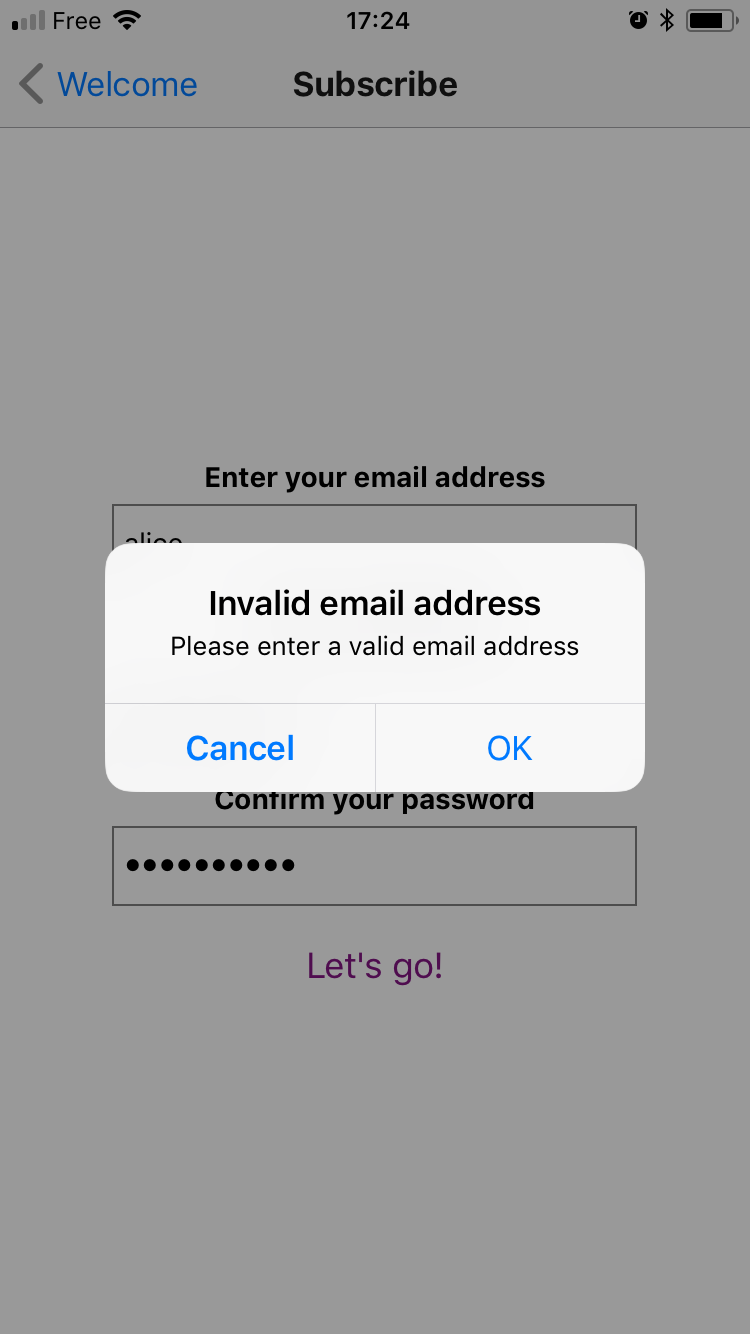 Free 17:24
Welcome Subscribe
Enter your email address
alice
Invalid email address
Please enter a valid email address
Cancel OK
Confirm your password
Let's go!